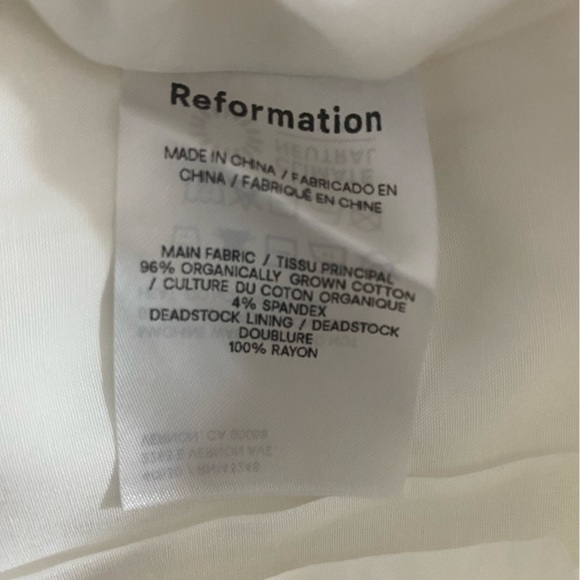 Reformation
MADE IN CHINA / FABRICADO EN
CHINA / FABRIQUÉ EN CHINE
MAIN FABRIC / TISSU PRINCIPAL
96% ORGANICALLY GROWN COTTON
/ CULTURE DU COTON ORGANIQUE
4% SPANDEX
DEADSTOCK LINING / DEADSTOCK
DOUBLURE
100% RAYON